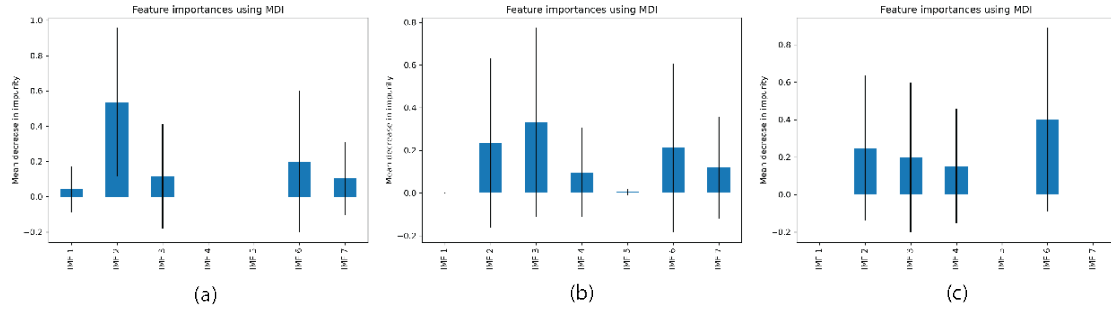 Feature importances using MDI
Mean decrease in impurity
1.0
0.8
0.6
0.4
0.2
0.0
−0.2
IMF 1
IMF 2
IMF 3
IMF 4
IMF 5
IMF 6
IMF 7
(a)
Feature importances using MDI
Mean decrease in impurity
0.8
0.6
0.4
0.2
0.0
−0.2
IMF 1
IMF 2
IMF 3
IMF 4
IMF 5
IMF 6
IMF 7
(b)
Feature importances using MDI
Mean decrease in impurity
0.8
0.6
0.4
0.2
0.0
−0.2
IMF 1
IMF 2
IMF 3
IMF 4
IMF 5
IMF 6
IMF 7
(c)